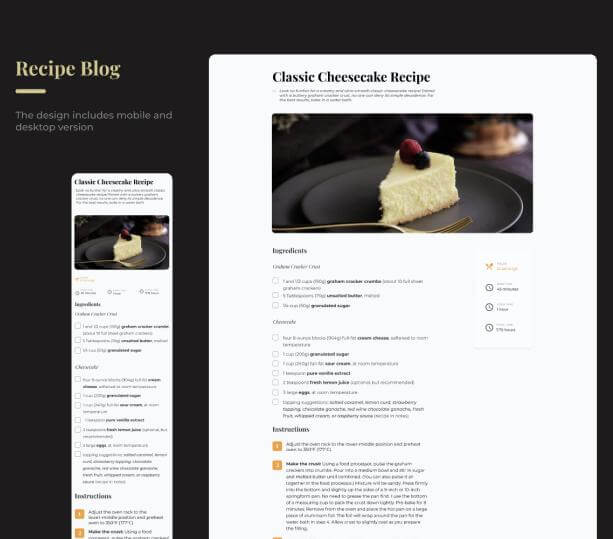 Recipe Blog
The design includes mobile and
desktop version
Classic Cheesecake Recipe
Look no further for a creamy and ultra smooth classic
cheesecake recipe! Paired with a buttery graham
cracker crust, no one can deny its simple decadence.
For the best results, bake in a water bath.
45 minutes
1 hour
Ingredients
Graham Cracker Crust
1 and 1/2 cups (180g) graham cracker crumbs
(about 10 full sheet graham crackers)
5 Tablespoons (70g) unsalted butter, melted
1/4 cup (50g) granulated sugar
Cheesecake
four 8-ounce blocks (904g) full-fat cream
cheese, softened to room temperature
1 cup (200g) granulated sugar
1 cup (240g) full-fat sour cream, at room
temperature
1 teaspoon pure vanilla extract
2 teaspoons fresh lemon juice (optional, but
recommended)
3 large eggs, at room temperature
topping suggestions: salted caramel, lemon
curd, strawberry topping, chocolate
ganache, red wine chocolate ganache,
fresh fruit, whipped cream, or raspberry
sauce (recipe in notes)
Instructions
1 Adjust the oven rack to the
lower-middle position and preheat
oven to 350°F (177°C).
2 Make the crust: Using a food
processor, pulse the graham crackers
Classic Cheesecake Recipe
Look no further for a creamy and ultra smooth classic cheesecake recipe! Paired
with a buttery graham cracker crust, no one can deny its simple decadence. For
the best results, bake in a water bath.
Ingredients
Graham Cracker Crust
1 and 1/2 cups (180g) graham cracker crumbs (about 10 full sheet
graham crackers)
5 Tablespoons (70g) unsalted butter, melted
1/4 cup (50g) granulated sugar
Cheesecake
four 8-ounce blocks (904g) full-fat cream cheese, softened to room
temperature
1 cup (200g) granulated sugar
1 cup (240g) full-fat sour cream, at room temperature
1 teaspoon pure vanilla extract
2 teaspoons fresh lemon juice (optional, but recommended)
3 large eggs, at room temperature
topping suggestions: salted caramel, lemon curd, strawberry
topping, chocolate ganache, red wine chocolate ganache, fresh
fruit, whipped cream, or raspberry sauce (recipe in notes)
45 minutes
1 hour
Instructions
1 Adjust the oven rack to the lower-middle position and preheat
oven to 350°F (177°C).
2 Make the crust: Using a food processor, pulse the graham
crackers into crumbs. Pour into a medium bowl and stir in sugar
and melted butter until combined. (You can also pulse it all
together in the food processor.) Mixture will be sandy. Press firmly
into the bottom and slightly up the sides of a 9-inch or 10-inch
springform pan. No need to grease the pan first. I use the bottom
of a measuring cup to pack the crust down tightly. Pre-bake for 8
minutes. Remove from the oven and place the hot pan on a large
piece of aluminum foil. The foil will wrap around the pan for the
water bath in step 4. Allow crust to slightly cool as you prepare
the filling.